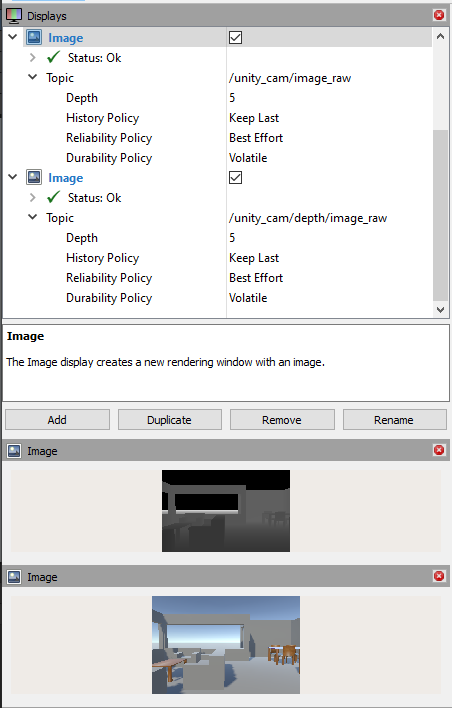 Displays
Image
Status: Ok
Topic /unity_cam/image_raw
Depth 5
History Policy Keep Last
Reliability Policy Best Effort
Durability Policy Volatile
Image
Status: Ok
Topic /unity_cam/depth/image_raw
Depth 5
History Policy Keep Last
Reliability Policy Best Effort
Durability Policy Volatile
Image
The Image display creates a new rendering window with an image.
Add Duplicate Remove Rename
Image
Image